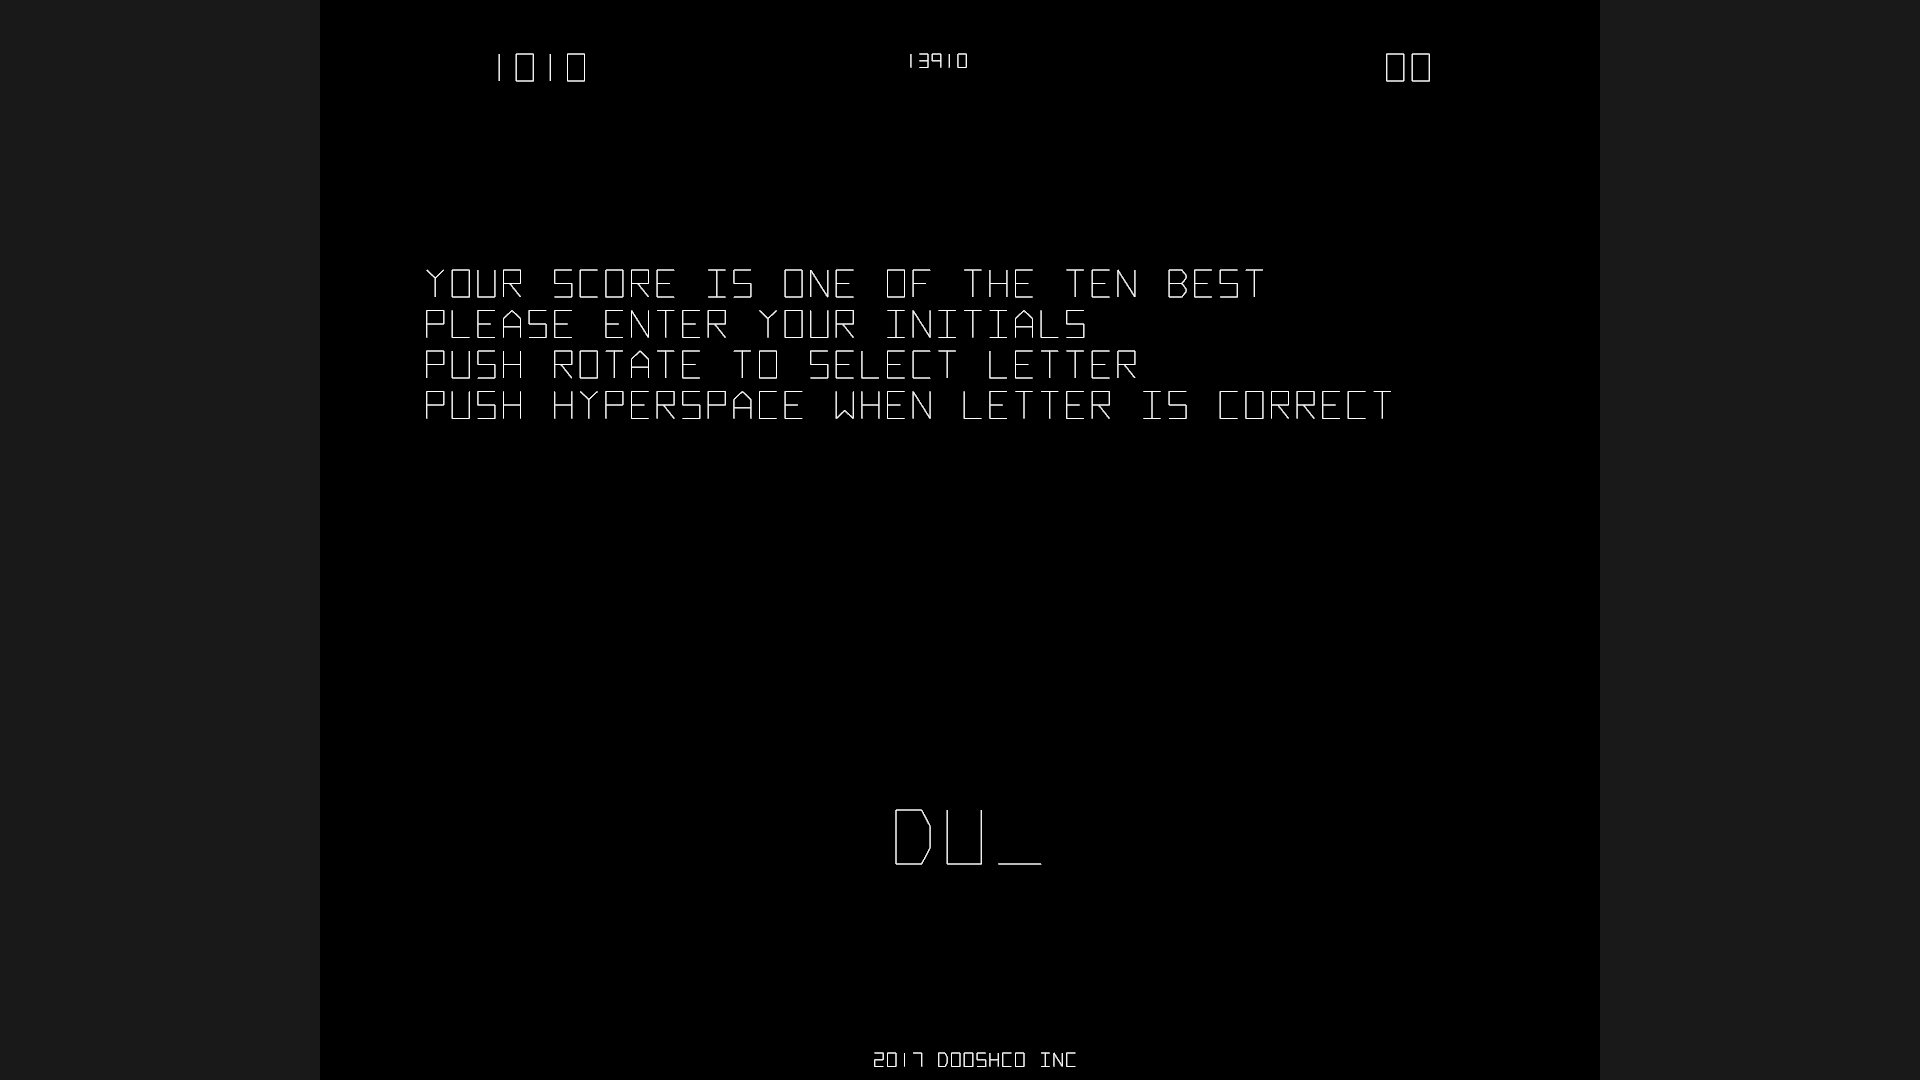 1010 13910 00
YOUR SCORE IS ONE OF THE TEN BEST
PLEASE ENTER YOUR INITIALS
PUSH ROTATE TO SELECT LETTER
PUSH HYPERSPACE WHEN LETTER IS CORRECT
DU_
2017 DOOSHCO INC